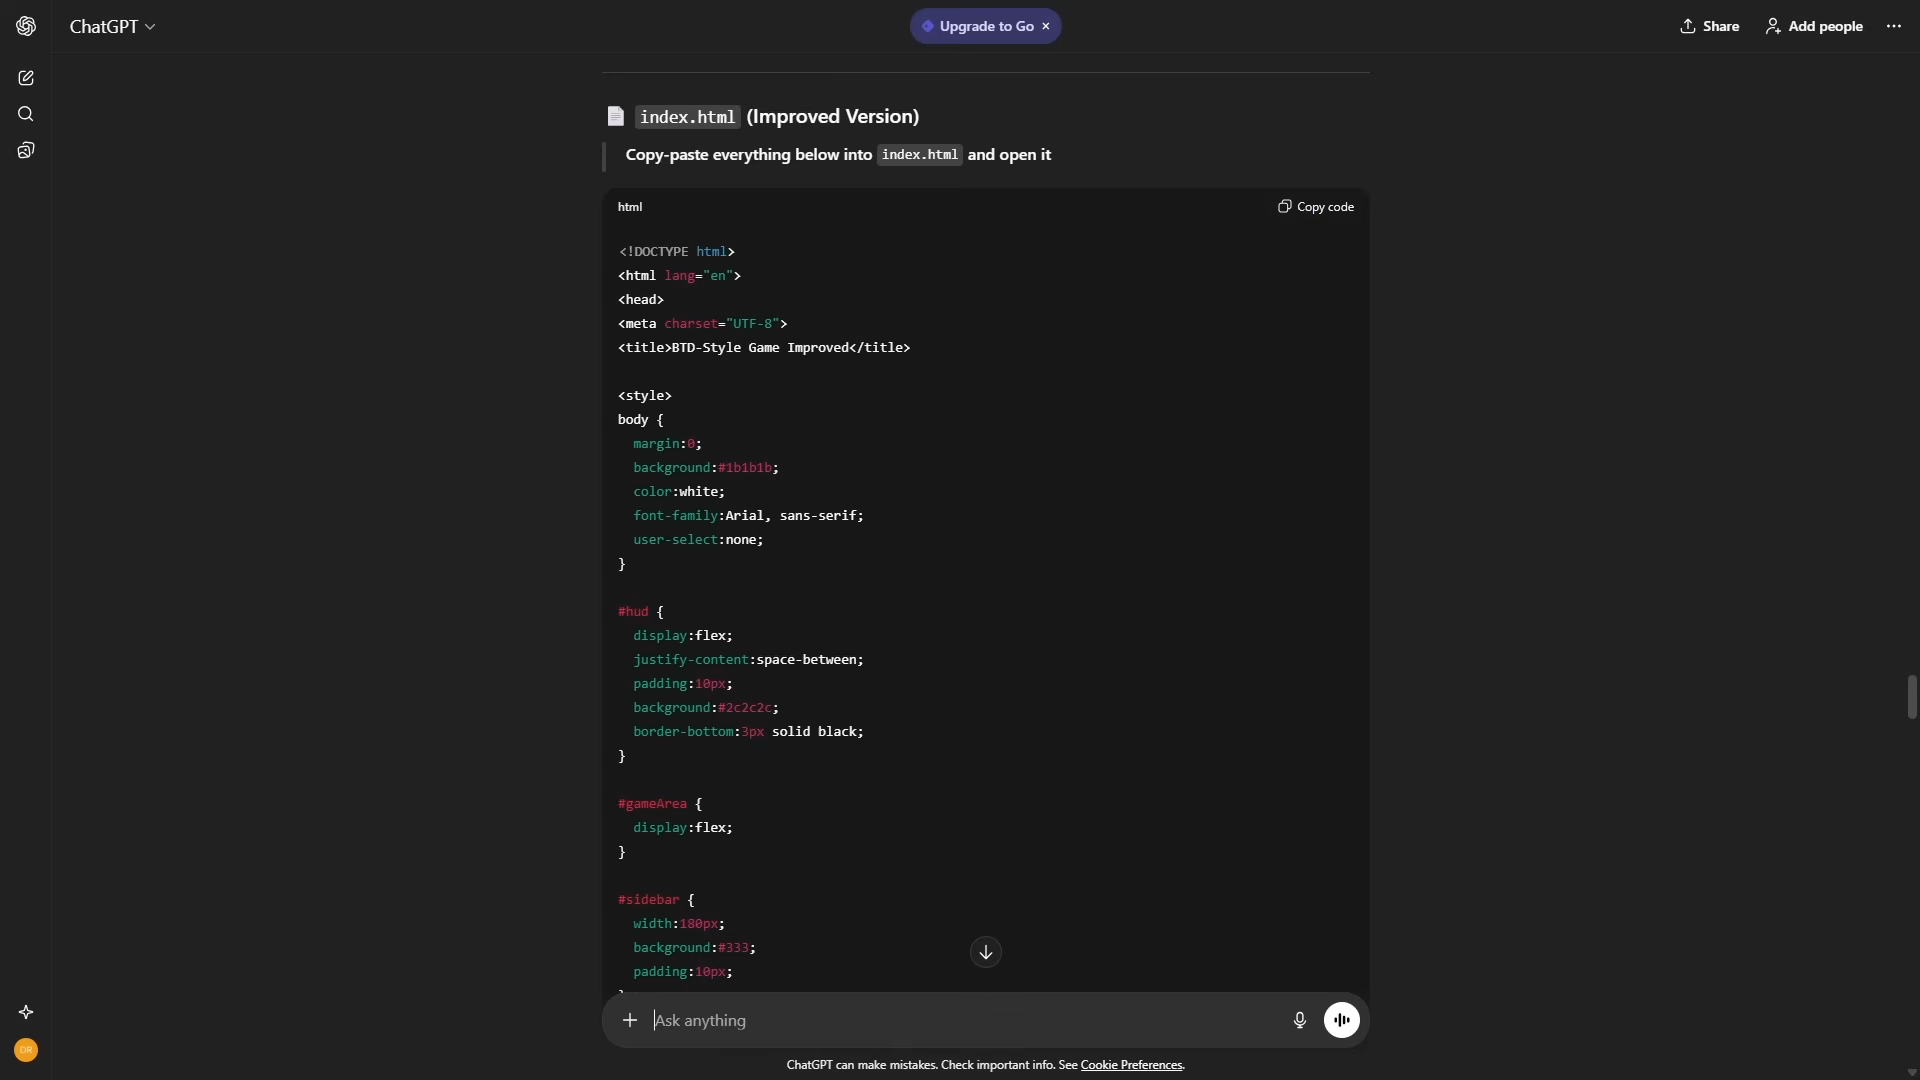 ChatGPT
Upgrade to Go ×
Share
Add people
index.html (Improved Version)
Copy-paste everything below into index.html and open it
html
Copy code
<!DOCTYPE html>
<html lang="en">
<head>
<meta charset="UTF-8">
<title>BTD-Style Game Improved</title>
<style>
body {
  margin:0;
  background:#1b1b1b;
  color:white;
  font-family:Arial, sans-serif;
  user-select:none;
}
#hud {
  display:flex;
  justify-content:space-between;
  padding:10px;
  background:#2c2c2c;
  border-bottom:3px solid black;
}
#gameArea {
  display:flex;
}
#sidebar {
  width:180px;
  background:#333;
  padding:10px;
Ask anything
DR
ChatGPT can make mistakes. Check important info. See Cookie Preferences.